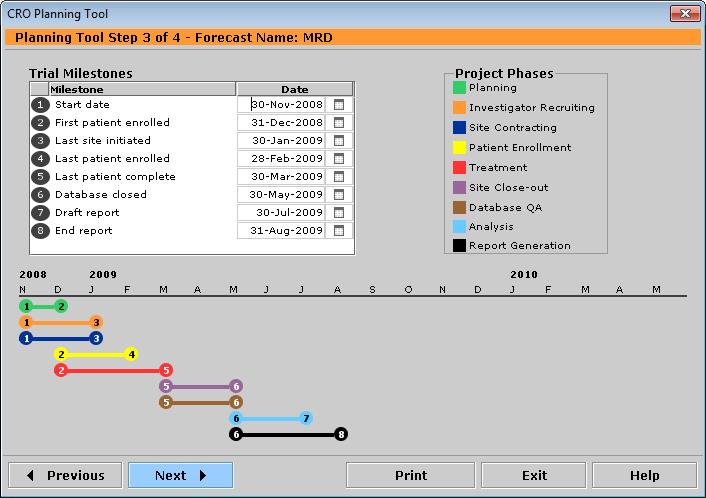 CRO Planning Tool
Planning Tool Step 3 of 4 - Forecast Name: MRD
Trial Milestones
Milestone Date
1 Start date 30-Nov-2008
2 First patient enrolled 31-Dec-2008
3 Last site initiated 30-Jan-2009
4 Last patient enrolled 28-Feb-2009
5 Last patient complete 30-Mar-2009
6 Database closed 30-May-2009
7 Draft report 30-Jul-2009
8 End report 31-Aug-2009
Project Phases
Planning
Investigator Recruiting
Site Contracting
Patient Enrollment
Treatment
Site Close-out
Database QA
Analysis
Report Generation
2008 2009 2010
N D J F M A M J J A S O N D J F M A M
1 2
1 3
1 3
2 4
2 5
5 6
5 6
6 7
6 8
Previous Next Print Exit Help